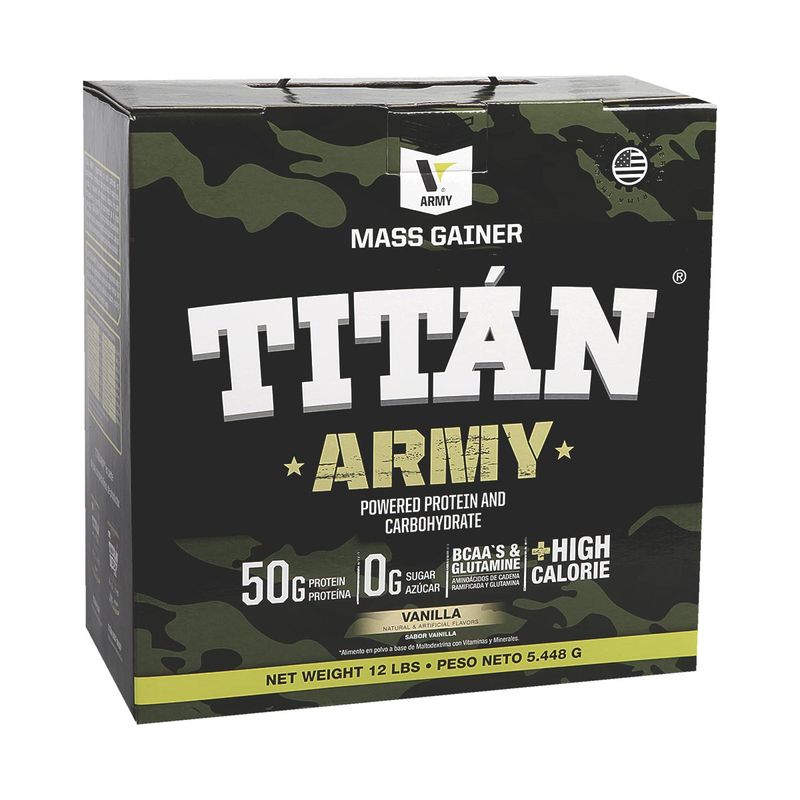 V
ARMY
MASS GAINER
TITÁN®
ARMY
POWERED PROTEIN AND
CARBOHYDRATE
50G PROTEIN
PROTEÍNA
0G SUGAR
AZÚCAR
BCAA`S &
GLUTAMINE
AMINOÁCIDOS DE CADENA
RAMIFICADA Y GLUTAMINA
+HIGH
CALORIE
VANILLA
NATURAL & ARTIFICIAL FLAVORS
SABOR VAINILLA
*Alimento en polvo a base de Maltodextrina con Vitaminas y Minerales.
NET WEIGHT 12 LBS • PESO NETO 5.448 G